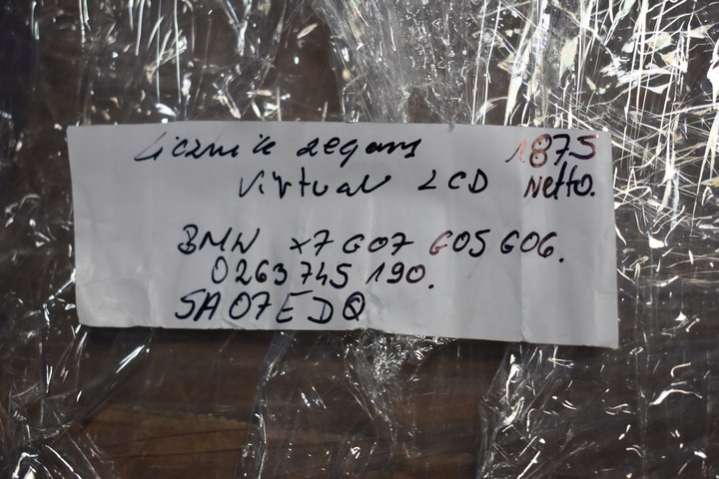 Licznik zegary 1875
Virtual LCD Netto.
BMW x7 G07 G05 G06.
0263745190.
5A07EDQ